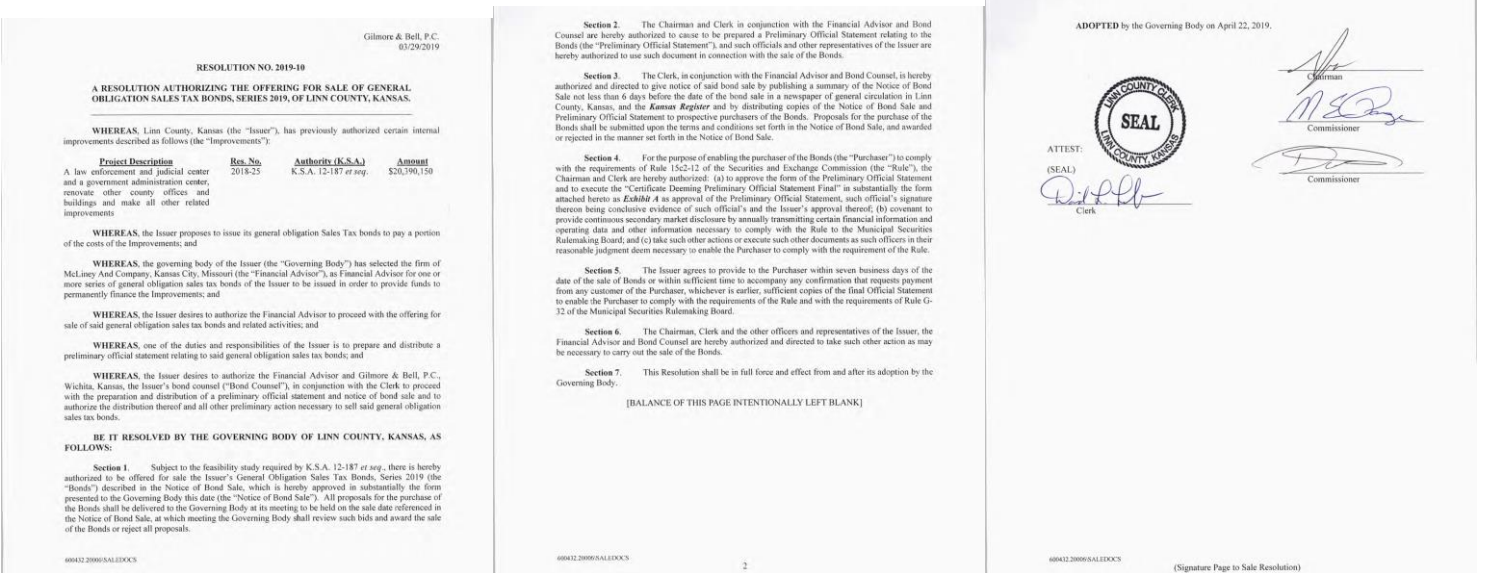 Gilmore & Bell, P.C.
03/29/2019
RESOLUTION NO. 2019-10
A RESOLUTION AUTHORIZING THE OFFERING FOR SALE OF GENERAL
OBLIGATION SALES TAX BONDS, SERIES 2019, OF LINN COUNTY, KANSAS.
WHEREAS, Linn County, Kansas (the “Issuer”), has previously authorized certain internal
improvements described as follows (the “Improvements”):
Project Description Res. No. Authority (K.S.A.) Amount
A law enforcement and judicial center 2018-25 K.S.A. 12-187 et seq. $20,390,150
and a government administration center,
renovate other county offices and
buildings and make all other related
improvements
WHEREAS, the Issuer proposes to issue its general obligation Sales Tax bonds to pay a portion
of the costs of the Improvements; and
WHEREAS, the governing body of the Issuer (the “Governing Body”) has selected the firm of
McLiney And Company, Kansas City, Missouri (the “Financial Advisor”), as Financial Advisor for one or
more series of general obligation sales tax bonds of the Issuer to be issued in order to provide funds to
permanently finance the Improvements; and
WHEREAS, the Issuer desires to authorize the Financial Advisor to proceed with the offering for
sale of said general obligation sales tax bonds and related activities; and
WHEREAS, one of the duties and responsibilities of the Issuer is to prepare and distribute a
preliminary official statement relating to said general obligation sales tax bonds; and
WHEREAS, the Issuer desires to authorize the Financial Advisor and Gilmore & Bell, P.C.,
Wichita, Kansas, the Issuer's bond counsel (“Bond Counsel”), in conjunction with the Clerk to proceed
with the preparation and distribution of a preliminary official statement and notice of bond sale and to
authorize the distribution thereof and all other preliminary action necessary to sell said general obligation
sales tax bonds.
BE IT RESOLVED BY THE GOVERNING BODY OF LINN COUNTY, KANSAS, AS
FOLLOWS:
Section 1. Subject to the feasibility study required by K.S.A. 12-187 et seq., there is hereby
authorized to be offered for sale the Issuer's General Obligation Sales Tax Bonds, Series 2019 (the
“Bonds”) described in the Notice of Bond Sale, which is hereby approved in substantially the form
presented to the Governing Body this date (the “Notice of Bond Sale”). All proposals for the purchase of
the Bonds shall be delivered to the Governing Body at its meeting to be held on the sale date referenced in
the Notice of Bond Sale, at which meeting the Governing Body shall review such bids and award the sale
of the Bonds or reject all proposals.
600432.20000\SALEDOCS
Section 2. The Chairman and Clerk in conjunction with the Financial Advisor and Bond
Counsel are hereby authorized to cause to be prepared a Preliminary Official Statement relating to the
Bonds (the “Preliminary Official Statement”), and such officials and other representatives of the Issuer are
hereby authorized to use such document in connection with the sale of the Bonds.
Section 3. The Clerk, in conjunction with the Financial Advisor and Bond Counsel, is hereby
authorized and directed to give notice of said bond sale by publishing a summary of the Notice of Bond
Sale not less than 6 days before the date of the bond sale in a newspaper of general circulation in Linn
County, Kansas, and the Kansas Register and by distributing copies of the Notice of Bond Sale and
Preliminary Official Statement to prospective purchasers of the Bonds. Proposals for the purchase of the
Bonds shall be submitted upon the terms and conditions set forth in the Notice of Bond Sale, and awarded
or rejected in the manner set forth in the Notice of Bond Sale.
Section 4. For the purpose of enabling the purchaser of the Bonds (the “Purchaser”) to comply
with the requirements of Rule 15c2-12 of the Securities and Exchange Commission (the “Rule”), the
Chairman and Clerk are hereby authorized: (a) to approve the form of the Preliminary Official Statement
and to execute the “Certificate Deeming Preliminary Official Statement Final” in substantially the form
attached hereto as Exhibit A as approval of the Preliminary Official Statement, such official's signature
thereon being conclusive evidence of such official's and the Issuer's approval thereof; (b) covenant to
provide continuous secondary market disclosure by annually transmitting certain financial information and
operating data and other information necessary to comply with the Rule to the Municipal Securities
Rulemaking Board; and (c) take such other actions or execute such other documents as such officers in their
reasonable judgment deem necessary to enable the Purchaser to comply with the requirement of the Rule.
Section 5. The Issuer agrees to provide to the Purchaser within seven business days of the
date of the sale of Bonds or within sufficient time to accompany any confirmation that requests payment
from any customer of the Purchaser, whichever is earlier, sufficient copies of the final Official Statement
to enable the Purchaser to comply with the requirements of the Rule and with the requirements of Rule G-
32 of the Municipal Securities Rulemaking Board.
Section 6. The Chairman, Clerk and the other officers and representatives of the Issuer, the
Financial Advisor and Bond Counsel are hereby authorized and directed to take such other action as may
be necessary to carry out the sale of the Bonds.
Section 7. This Resolution shall be in full force and effect from and after its adoption by the
Governing Body.
[BALANCE OF THIS PAGE INTENTIONALLY LEFT BLANK]
600432.20000\SALEDOCS
2
ADOPTED by the Governing Body on April 22, 2019.
Chairman
LINN COUNTY CLERK
SEAL
LINN COUNTY, KANSAS
Commissioner
ATTEST:
(SEAL)
Commissioner
Clerk
600432.20000\SALEDOCS
(Signature Page to Sale Resolution)